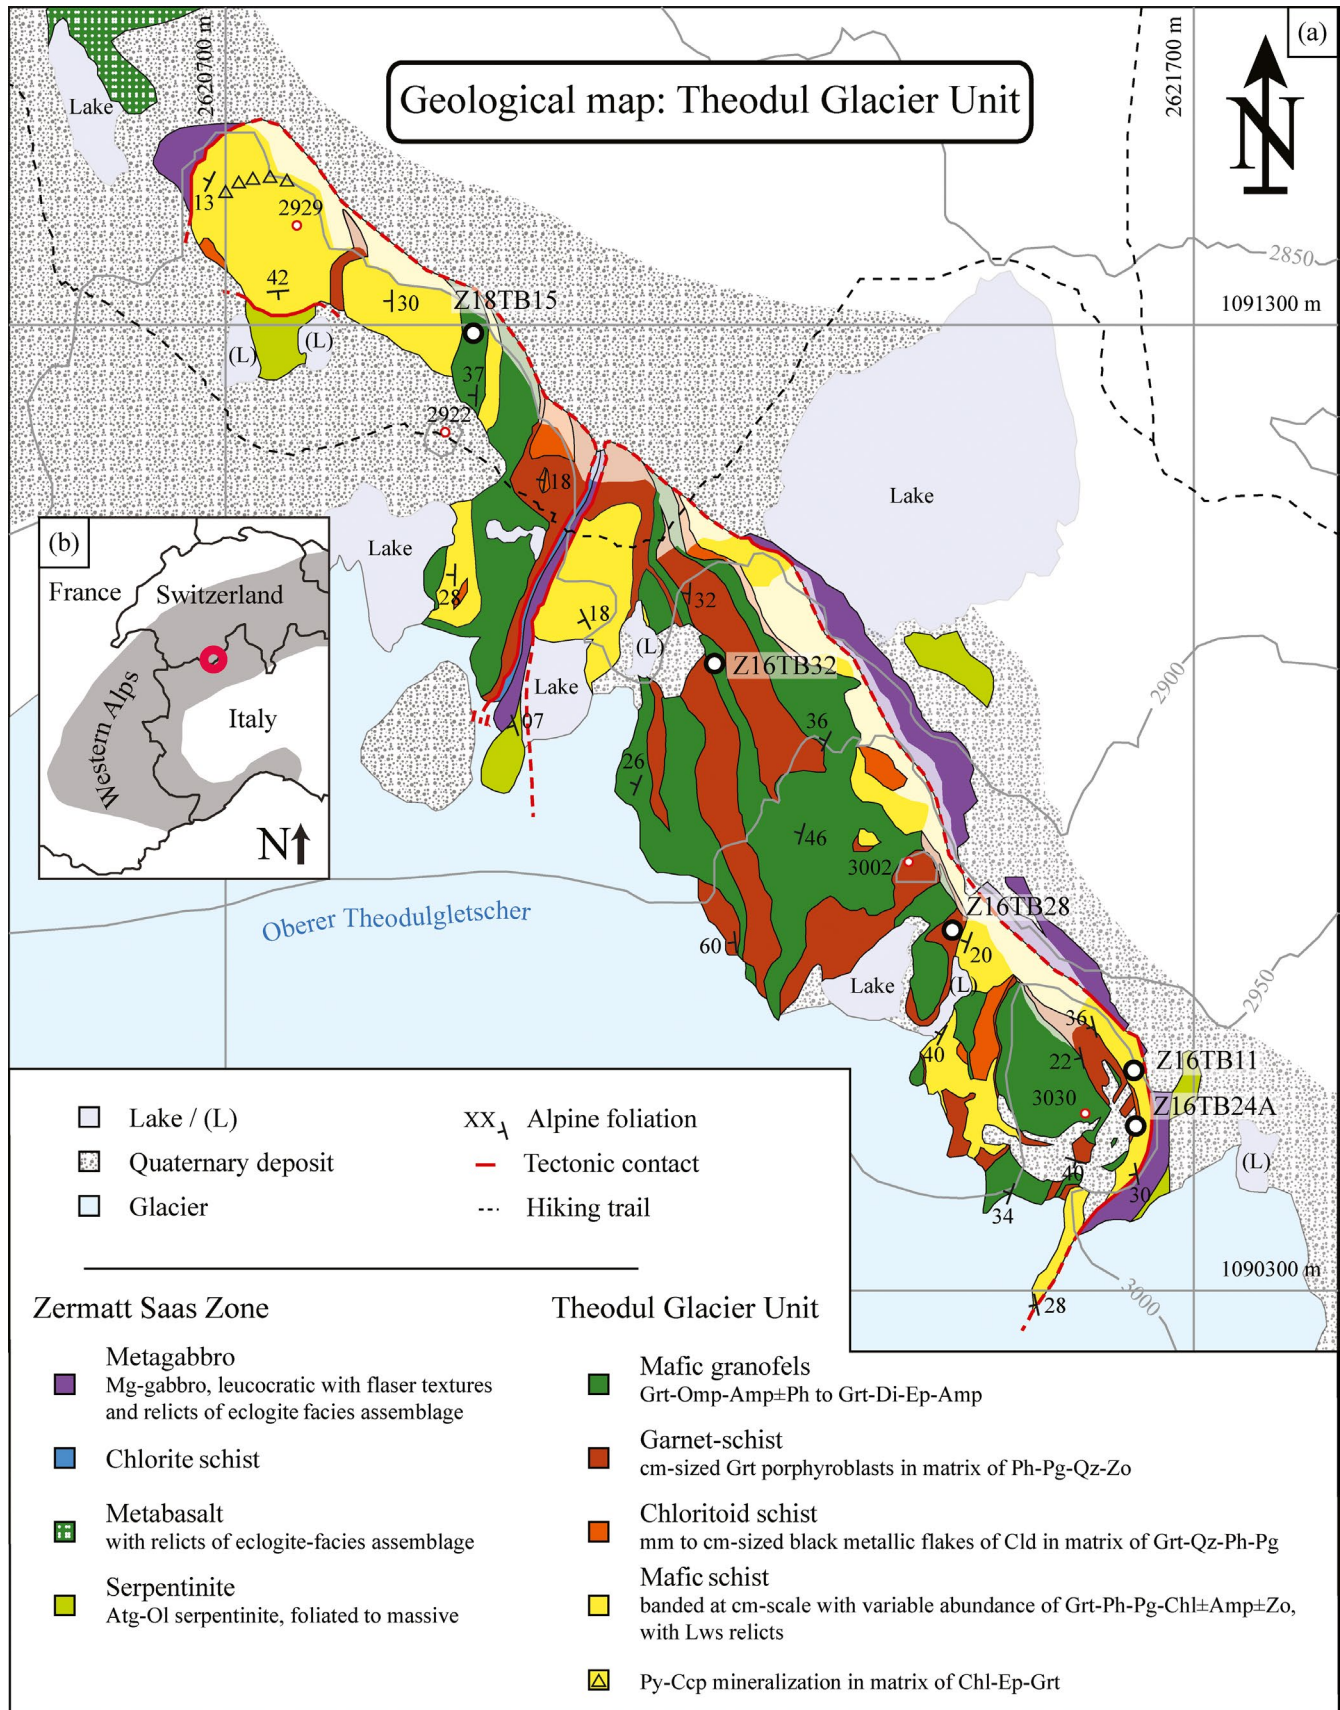 (a)
2620700 m
2621700 m
Geological map: Theodul Glacier Unit
N
Lake
13
2929
42
30
Z18TB15
2850
1091300 m
(L)
(L)
37
2922
18
Lake
Lake
28
18
32
(L)
Z16TB32
2900
Lake
07
36
26
46
3002
Z16TB28
60
20
Lake
(L)
2950
40
36
22
3030
Z16TB11
Z16TB24A
40
30
34
(L)
1090300 m
3000
28
Oberer Theodulgletscher
(b)
France
Switzerland
Western Alps
Italy
N
Lake / (L)
Quaternary deposit
Glacier
XX
Alpine foliation
Tectonic contact
Hiking trail
Zermatt Saas Zone
Metagabbro
Mg-gabbro, leucocratic with flaser textures
and relicts of eclogite facies assemblage
Chlorite schist
Metabasalt
with relicts of eclogite-facies assemblage
Serpentinite
Atg-Ol serpentinite, foliated to massive
Theodul Glacier Unit
Mafic granofels
Grt-Omp-Amp±Ph to Grt-Di-Ep-Amp
Garnet-schist
cm-sized Grt porphyroblasts in matrix of Ph-Pg-Qz-Zo
Chloritoid schist
mm to cm-sized black metallic flakes of Cld in matrix of Grt-Qz-Ph-Pg
Mafic schist
banded at cm-scale with variable abundance of Grt-Ph-Pg-Chl±Amp±Zo,
with Lws relicts
Py-Ccp mineralization in matrix of Chl-Ep-Grt